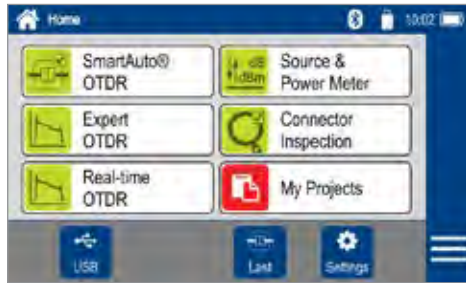 Home
10:02
SmartAuto®
OTDR
dB
dBm
Source &
Power Meter
Expert
OTDR
Connector
Inspection
Real-time
OTDR
My Projects
USB
Last
Settings